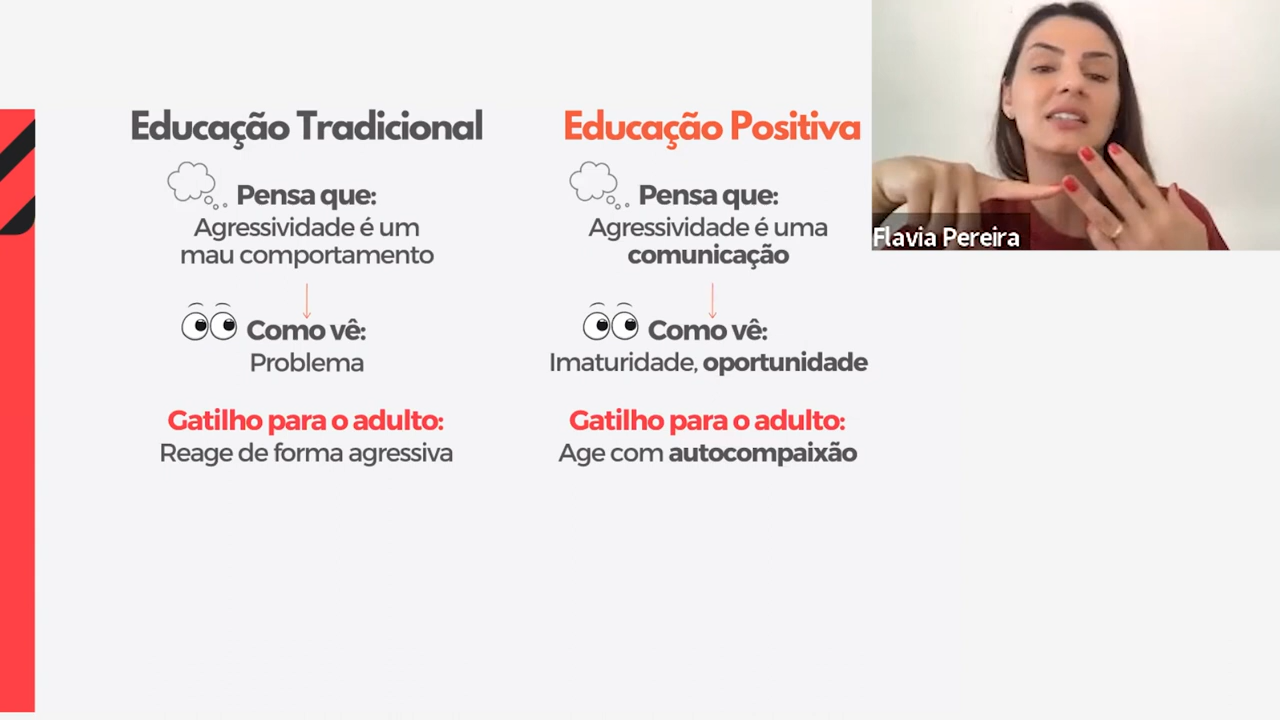 Educação Tradicional
Pensa que:
Agressividade é um
mau comportamento
Como vê:
Problema
Gatilho para o adulto:
Reage de forma agressiva
Educação Positiva
Pensa que:
Agressividade é uma
comunicação
Como vê:
Imaturidade, oportunidade
Gatilho para o adulto:
Age com autocompaixão
Flavia Pereira